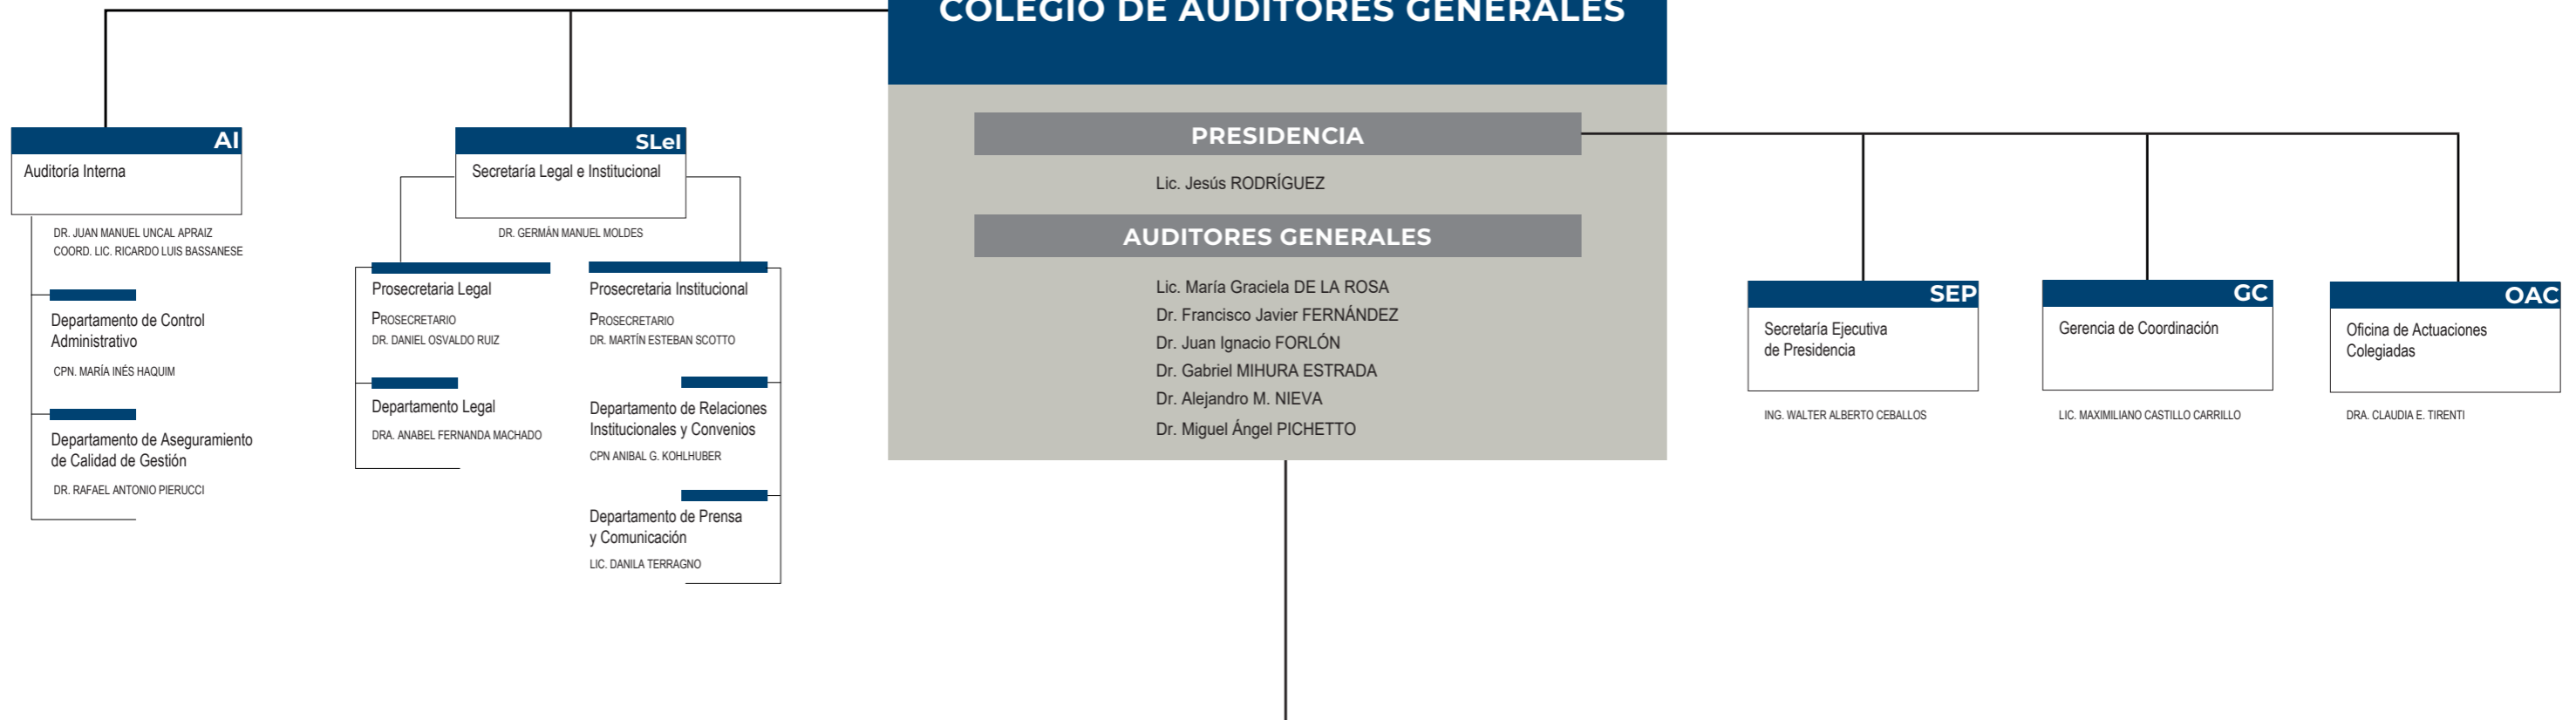 COLEGIO DE AUDITORES GENERALES
PRESIDENCIA
Lic. Jesús RODRÍGUEZ
AUDITORES GENERALES
Lic. María Graciela DE LA ROSA
Dr. Francisco Javier FERNÁNDEZ
Dr. Juan Ignacio FORLÓN
Dr. Gabriel MIHURA ESTRADA
Dr. Alejandro M. NIEVA
Dr. Miguel Ángel PICHETTO
AI
Auditoría Interna
DR. JUAN MANUEL UNCAL APRAIZ
COORD. LIC. RICARDO LUIS BASSANESE
Departamento de Control
Administrativo
CPN. MARÍA INÉS HAQUIM
Departamento de Aseguramiento
de Calidad de Gestión
DR. RAFAEL ANTONIO PIERUCCI
SLeI
Secretaría Legal e Institucional
DR. GERMÁN MANUEL MOLDES
Prosecretaria Legal
PROSECRETARIO
DR. DANIEL OSVALDO RUIZ
Departamento Legal
DRA. ANABEL FERNANDA MACHADO
Prosecretaria Institucional
PROSECRETARIO
DR. MARTÍN ESTEBAN SCOTTO
Departamento de Relaciones
Institucionales y Convenios
CPN ANIBAL G. KOHLHUBER
Departamento de Prensa
y Comunicación
LIC. DANILA TERRAGNO
SEP
Secretaría Ejecutiva
de Presidencia
ING. WALTER ALBERTO CEBALLOS
GC
Gerencia de Coordinación
LIC. MAXIMILIANO CASTILLO CARRILLO
OAC
Oficina de Actuaciones
Colegiadas
DRA. CLAUDIA E. TIRENTI